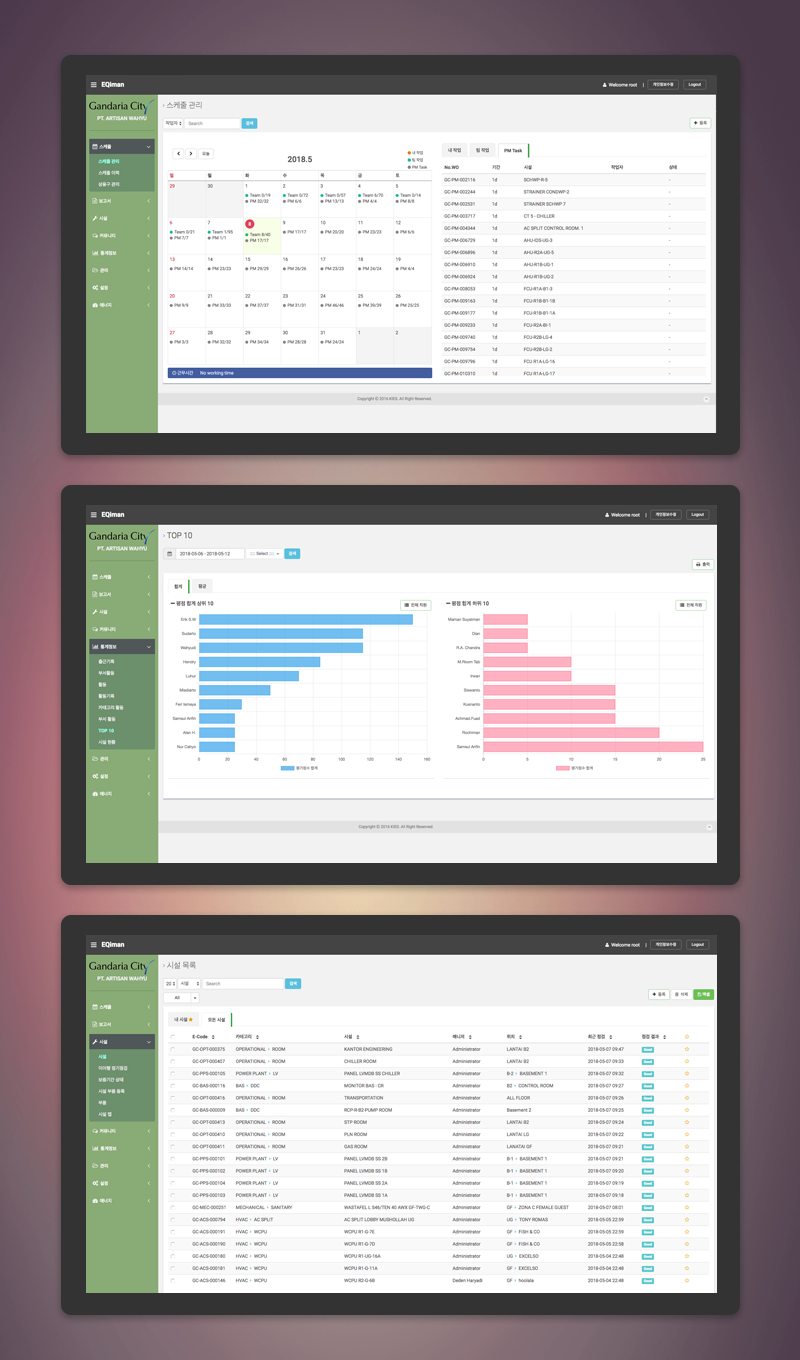 EQiman
Welcome root | 개인정보수정 Logout
Gandaria City
PT. ARTISAN WAHYU
스케줄
스케줄 관리
스케줄 이력
보고서
시설
커뮤니티
통계정보
관리
설정
에너지
스케줄 관리
작업자 Search 검색
등록
오늘
2018.5
내 작업
팀 작업
PM Task
일 월 화 수 목 금 토
29 30 1 2 3 4 5
Team 0/19 Team 0/72 Team 0/57 Team 6/70 Team 0/14
PM 32/32 PM 6/6 PM 13/13 PM 4/4 PM 8/8
6 7 8 9 10 11 12
Team 0/21 Team 1/95 Team 8/40 PM 17/17 PM 20/20 PM 23/23 PM 6/6
PM 7/7 PM 1/1 PM 17/17
13 14 15 16 17 18 19
PM 14/14 PM 23/23 PM 29/29 PM 26/26 PM 23/23 PM 24/24 PM 4/4
20 21 22 23 24 25 26
PM 9/9 PM 33/33 PM 37/37 PM 31/31 PM 46/46 PM 39/39 PM 25/25
27 28 29 30 31 1 2
PM 3/3 PM 32/32 PM 34/34 PM 28/28 PM 24/24
근무시간 No working time
내 작업 팀 작업 PM Task
No.WO 기간 시설 작업자 상태
GC-PM-002116 1d SCHWP-R-5 -
GC-PM-002244 1d STRAINER CONDWP-2 -
GC-PM-002531 1d STRAINER SCHWP 7 -
GC-PM-003717 1d CT 5 - CHILLER -
GC-PM-004344 1d AC SPLIT CONTROL ROOM. 1 -
GC-PM-006729 1d AHU-IDS-UG-3 -
GC-PM-006896 1d AHU-R2A-UG-5 -
GC-PM-006910 1d AHU-R1B-UG-1 -
GC-PM-006924 1d AHU-R1B-UG-2 -
GC-PM-008053 1d FCU-R1A-B1-3 -
GC-PM-009163 1d FCU-R1B-B1-1B -
GC-PM-009177 1d FCU-R1B-B1-1A -
GC-PM-009233 1d FCU-R2A-BI-1 -
GC-PM-009740 1d FCU-R2B-LG-4 -
GC-PM-009754 1d FCU-R2B-LG-2 -
GC-PM-009796 1d FCU R1A-LG-16 -
GC-PM-010310 1d FCU R1A-LG-17 -
Copyright © 2016 KIES. All Right Reserved.
EQiman
Welcome root | 개인정보수정 Logout
Gandaria City
PT. ARTISAN WAHYU
스케줄
보고서
시설
커뮤니티
통계정보
출근기록
부서활동
활동
활동기록
카테고리 활동
부서 활동
TOP 10
시설 현황
관리
설정
에너지
TOP 10
2018-05-06 - 2018-05-12 ::: Select ::: 검색
출력
합계 평균
평점 합계 상위 10 전체 직원
Erik S.W
Sudarto
Wahyudi
Hendry
Luhur
Misdianto
Feri Ismaya
Samsul Arifin
Alan H.
Nur Cahyo
0 20 40 60 80 100 120 140 160
평가점수 합계
평점 합계 하위 10 전체 직원
Maman Supatman
Dian
R.A. Chandra
M.Room Tab
Irwan
Siswanto
Kusnanto
Achmad Fuad
Rochiman
Samsul Arifin
0 5 10 15 20 25
평가점수 합계
Copyright © 2016 KIES. All Right Reserved.
EQiman
Welcome root | 개인정보수정 Logout
Gandaria City
PT. ARTISAN WAHYU
스케줄
보고서
시설
시설
미이행 정기점검
보증기간 상태
시설 부품 등록
부품
시설 맵
커뮤니티
통계정보
관리
설정
에너지
시설 목록
20 시설 Search 검색
All
등록 삭제 엑셀
내 시설 모든 시설
E-Code 카테고리 시설 매니저 위치 최근 점검 점검 결과
GC-OPT-000375 OPERATIONAL > ROOM KANTOR ENGINEERING Administrator LANTAI B2 2018-05-07 09:47 Good
GC-OPT-000407 OPERATIONAL > ROOM CHILLER ROOM Administrator LANTAI B2 2018-05-07 09:33 Good
GC-PPS-000105 POWER PLANT > LV PANEL LVMDB SS CHILLER Administrator B-2 > BASEMENT 1 2018-05-07 09:32 Good
GC-BAS-000116 BAS > DDC MONITOR BAS - CR Administrator B2 > CONTROL ROOM 2018-05-07 09:27 Good
GC-OPT-000416 OPERATIONAL > ROOM TRANSPORTATION Administrator ALL FLOOR 2018-05-07 09:26 Good
GC-BAS-000009 BAS > DDC RCP-R-B2-PUMP ROOM Administrator Basement 2 2018-05-07 09:25 Good
GC-OPT-000413 OPERATIONAL > ROOM STP ROOM Administrator LANTAI B2 2018-05-07 09:24 Good
GC-OPT-000410 OPERATIONAL > ROOM PLN ROOM Administrator LANTAI LG 2018-05-07 09:22 Good
GC-OPT-000411 OPERATIONAL > ROOM GAS ROOM Administrator LANATAI GF 2018-05-07 09:21 Good
GC-PPS-000101 POWER PLANT > LV PANEL LVMDB SS 2B Administrator B-1 > BASEMENT 1 2018-05-07 09:21 Good
GC-PPS-000102 POWER PLANT > LV PANEL LVMDB SS 1B Administrator B-1 > BASEMENT 1 2018-05-07 09:20 Good
GC-PPS-000104 POWER PLANT > LV PANEL LVMDB SS 2A Administrator B-1 > BASEMENT 1 2018-05-07 09:19 Good
GC-PPS-000103 POWER PLANT > LV PANEL LVMDB SS 1A Administrator B-1 > BASEMENT 1 2018-05-07 09:18 Good
GC-MEC-000251 MECHANICAL > SANITARY WASTAFEL L 546/TEN 40 AWX GF-TWG-C Administrator GF > ZONA C FEMALE GUEST 2018-05-07 08:01 Good
GC-ACS-000794 HVAC > AC SPLIT AC SPLIT LOBBY MUSHOLLAH UG Administrator UG > TONY ROMAS 2018-05-05 22:59 Good
GC-ACS-000191 HVAC > WCPU WCPU R1-G-7E Administrator GF > FISH & CO 2018-05-05 22:59 Good
GC-ACS-000190 HVAC > WCPU WCPU R1-G-7D Administrator GF > FISH & CO 2018-05-05 22:58 Good
GC-ACS-000180 HVAC > WCPU WCPU R1-UG-16A Administrator UG > EXCELSO 2018-05-04 22:48 Good
GC-ACS-000181 HVAC > WCPU WCPU R1-G-11A Administrator GF > EXCELSO 2018-05-04 22:48 Good
GC-ACS-000146 HVAC > WCPU WCPU R2-G-6B Deden Haryadi GF > hoolala 2018-05-04 22:48 Good